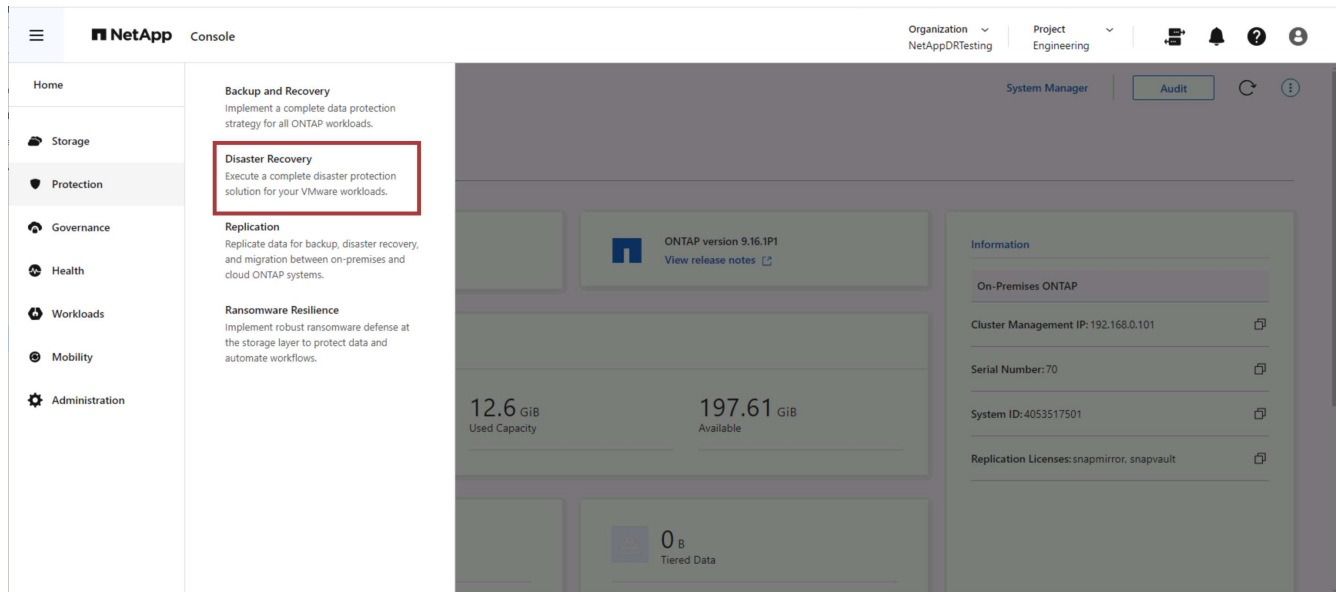 NetApp Console
Organization
NetAppDRTesting
Project
Engineering
Home
Storage
Protection
Governance
Health
Workloads
Mobility
Administration
Backup and Recovery
Implement a complete data protection
strategy for all ONTAP workloads.
Disaster Recovery
Execute a complete disaster protection
solution for your VMware workloads.
Replication
Replicate data for backup, disaster recovery,
and migration between on-premises and
cloud ONTAP systems.
Ransomware Resilience
Implement robust ransomware defense at
the storage layer to protect data and
automate workflows.
System Manager
Audit
ONTAP version 9.16.1P1
View release notes
12.6 GiB
Used Capacity
197.61 GiB
Available
0 B
Tiered Data
Information
On-Premises ONTAP
Cluster Management IP: 192.168.0.101
Serial Number: 70
System ID: 4053517501
Replication Licenses: snapmirror, snapvault